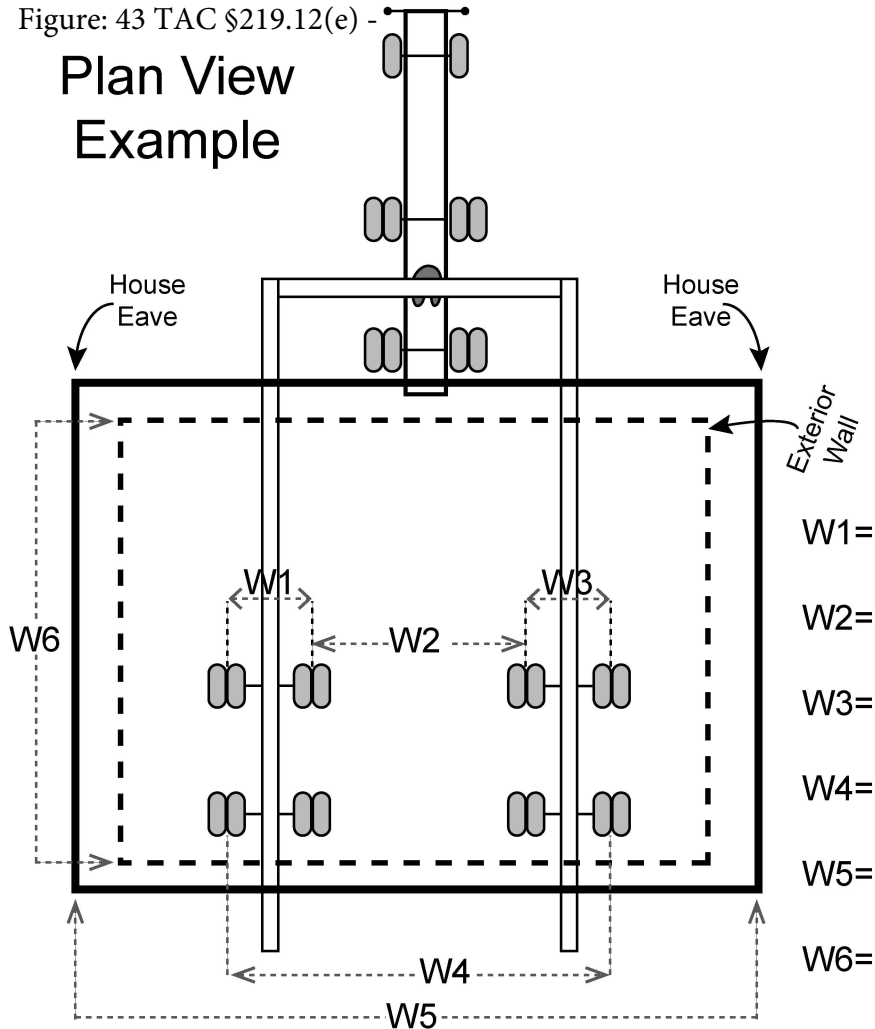 Figure: 43 TAC §219.12(e) -
Plan View
Example
House
Eave
House
Eave
Exterior
Wall
W1
W3
W6
W2
W1=
W2=
W3=
W4=
W5=
W6=
W4
W5